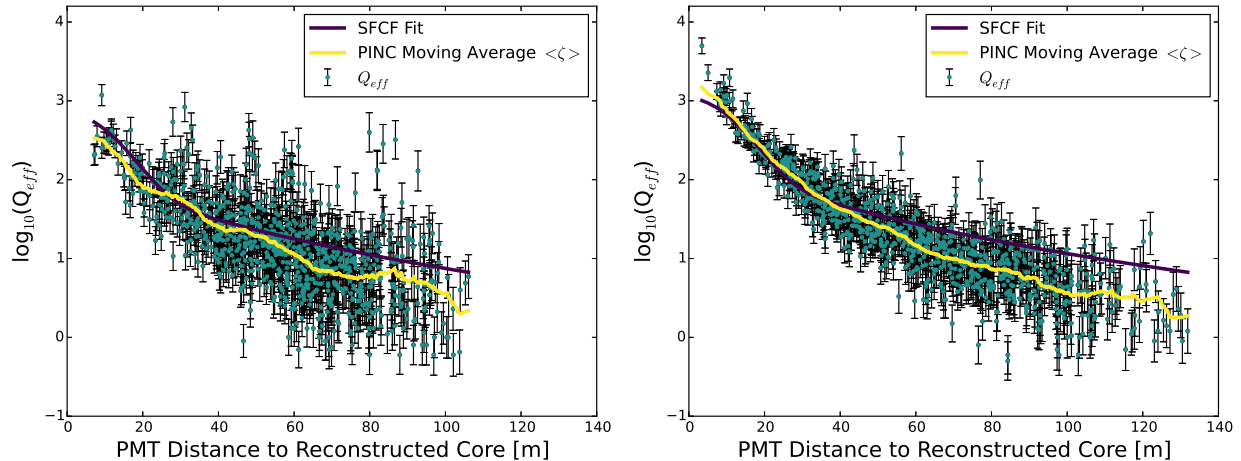 SFCF Fit
PINC Moving Average <ζ>
Q_eff
4
3
2
1
0
−1
log10(Q_eff)
0 20 40 60 80 100 120 140
PMT Distance to Reconstructed Core [m]
SFCF Fit
PINC Moving Average <ζ>
Q_eff
4
3
2
1
0
−1
log10(Q_eff)
0 20 40 60 80 100 120 140
PMT Distance to Reconstructed Core [m]